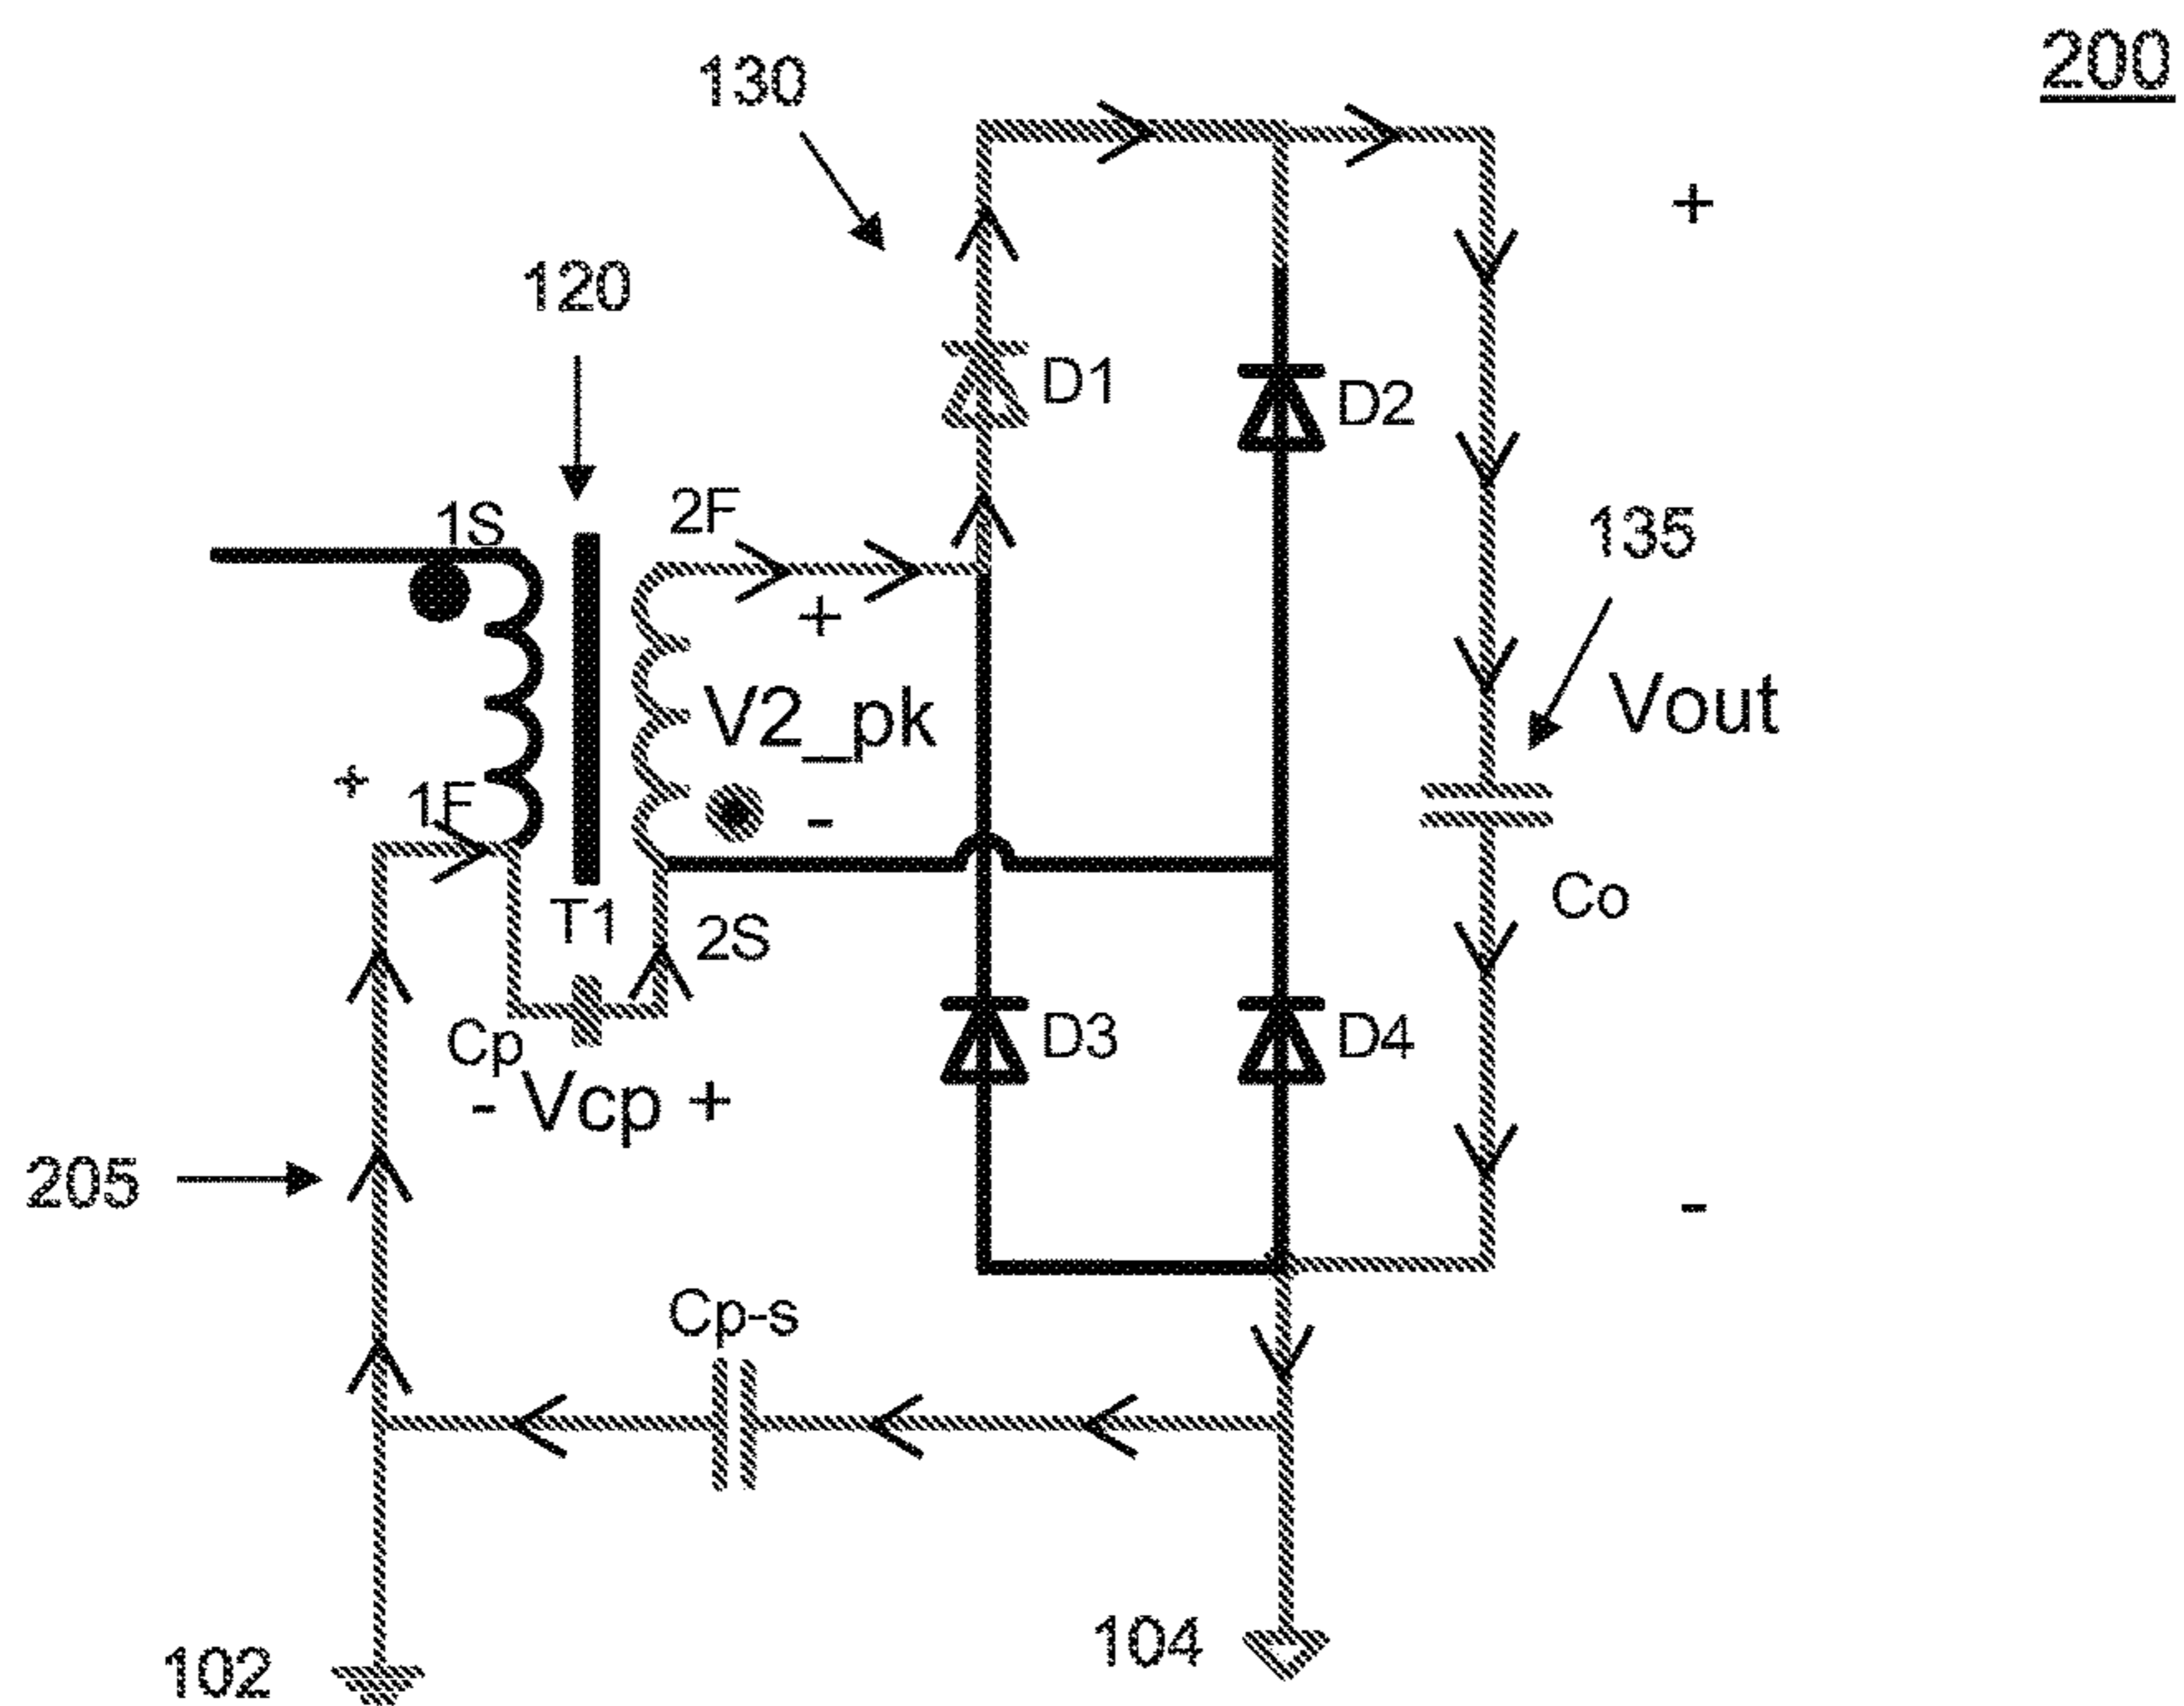 200
130
120
D1
D2
1S
2F
135
+
+
V2_pk
Vout
+
1F
-
T1
2S
Co
Cp
D3
D4
- Vcp +
205
-
Cp-s
102
104